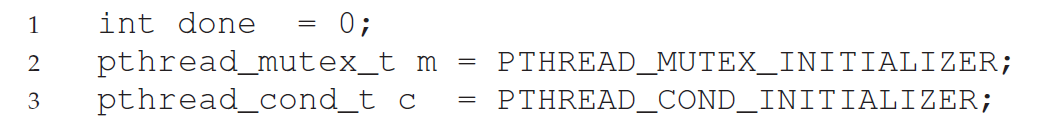 1 int done  = 0;
2 pthread_mutex_t m = PTHREAD_MUTEX_INITIALIZER;
3 pthread_cond_t c  = PTHREAD_COND_INITIALIZER;